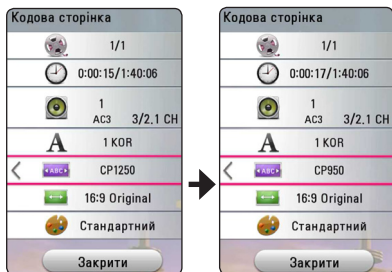 Кодова сторінка
1/1
0:00:15/1:40:06
1
AC3 3/2.1 CH
A 1 KOR
ABC CP1250
16:9 Original
Стандартний
Закрити
Кодова сторінка
1/1
0:00:17/1:40:06
1
AC3 3/2.1 CH
A 1 KOR
ABC CP950
16:9 Original
Стандартний
Закрити